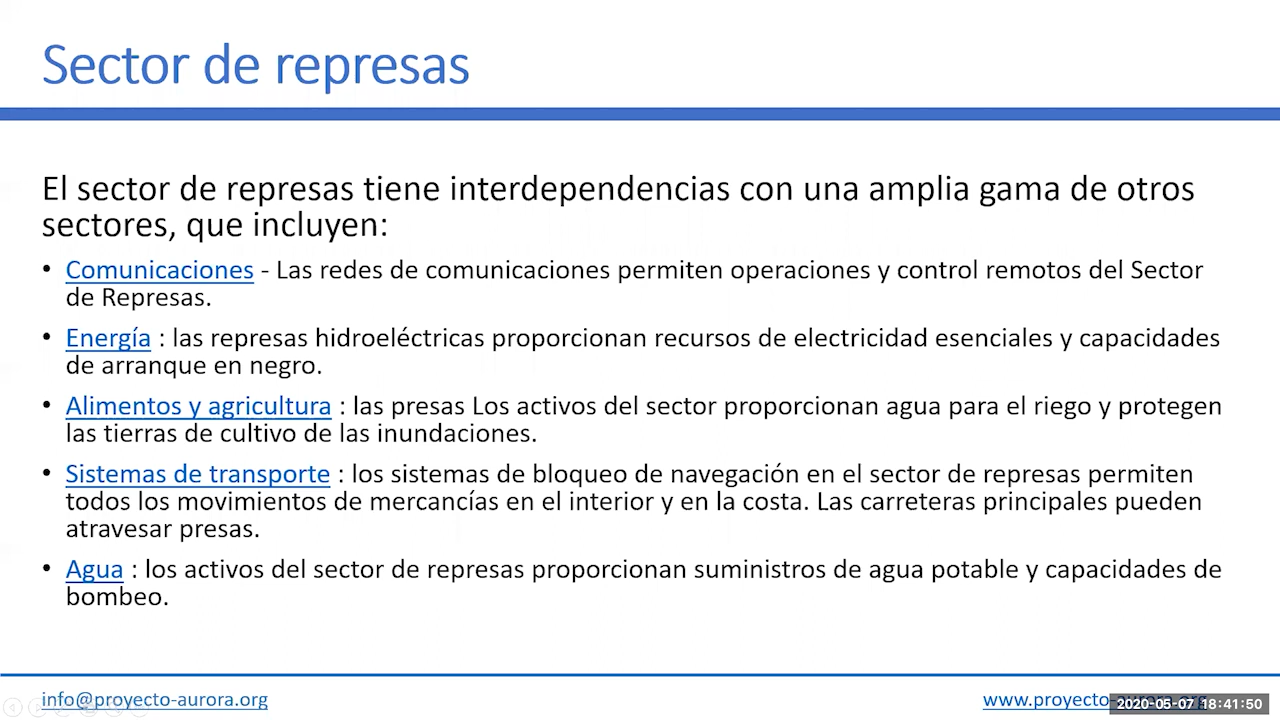 Sector de represas
El sector de represas tiene interdependencias con una amplia gama de otros
sectores, que incluyen:
• Comunicaciones - Las redes de comunicaciones permiten operaciones y control remotos del Sector
de Represas.
• Energía : las represas hidroeléctricas proporcionan recursos de electricidad esenciales y capacidades
de arranque en negro.
• Alimentos y agricultura : las presas Los activos del sector proporcionan agua para el riego y protegen
las tierras de cultivo de las inundaciones.
• Sistemas de transporte : los sistemas de bloqueo de navegación en el sector de represas permiten
todos los movimientos de mercancías en el interior y en la costa. Las carreteras principales pueden
atravesar presas.
• Agua : los activos del sector de represas proporcionan suministros de agua potable y capacidades de
bombeo.
info@proyecto-aurora.org
www.proyecto-aurora.org
2020-05-07 18:41:50